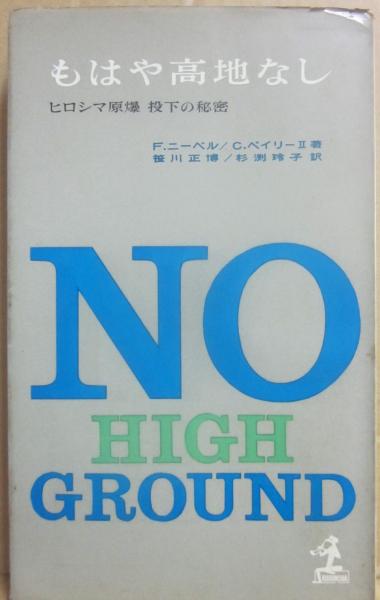 もはや高地なし
ヒロシマ原爆 投下の秘密
F.ニーベル/C.ベイリーII著
笹川正博/杉渕玲子訳
NO
HIGH
GROUND